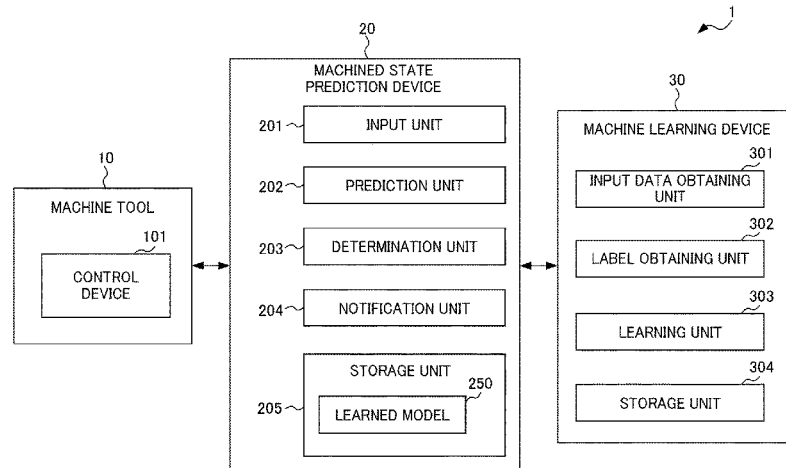 1
10
MACHINE TOOL
101
CONTROL
DEVICE
20
MACHINED STATE
PREDICTION DEVICE
201
INPUT UNIT
202
PREDICTION UNIT
203
DETERMINATION UNIT
204
NOTIFICATION UNIT
205
STORAGE UNIT
250
LEARNED MODEL
30
MACHINE LEARNING DEVICE
301
INPUT DATA OBTAINING
UNIT
302
LABEL OBTAINING UNIT
303
LEARNING UNIT
304
STORAGE UNIT